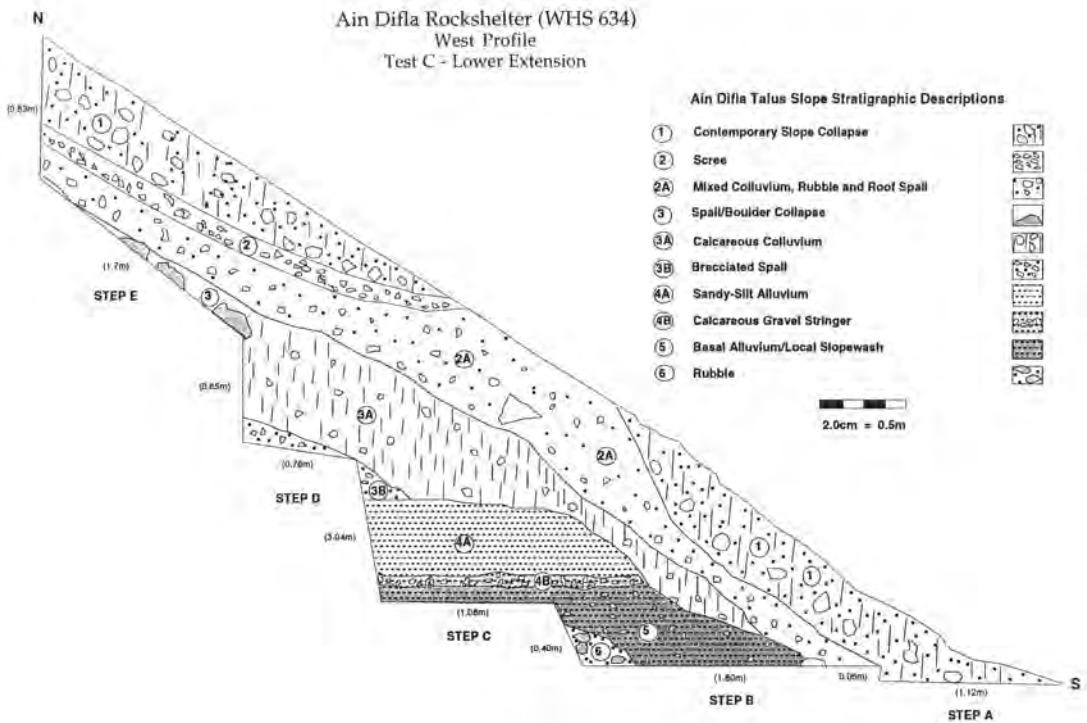 Ain Difla Rockshelter (WHS 634)
West Profile
Test C - Lower Extension
N
(0.83m)
1
2
(1.7m)
STEP E
3
2A
(0.85m)
3A
2A
(0.76m)
STEP D
3B
(3.04m)
4A
4B
1
1
(1.08m)
STEP C
5
(0.40m)
6
(1.80m)
0.06m)
STEP B
(1.12m)
STEP A
S
Ain Difla Talus Slope Stratigraphic Descriptions
1 Contemporary Slope Collapse
2 Scree
2A Mixed Colluvium, Rubble and Roof Spall
3 Spall/Boulder Collapse
3A Calcareous Colluvium
3B Brecciated Spall
4A Sandy-Silt Alluvium
4B Calcareous Gravel Stringer
5 Basal Alluvium/Local Slopewash
6 Rubble
2.0cm = 0.5m